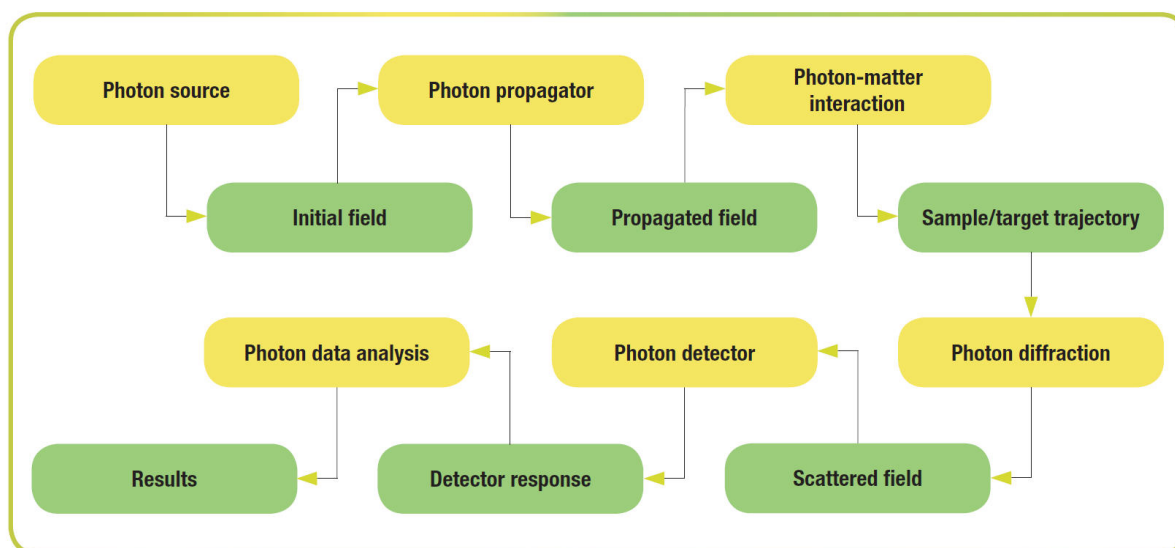 Photon source
Photon propagator
Photon-matter
interaction
Initial field
Propagated field
Sample/target trajectory
Photon data analysis
Photon detector
Photon diffraction
Results
Detector response
Scattered field